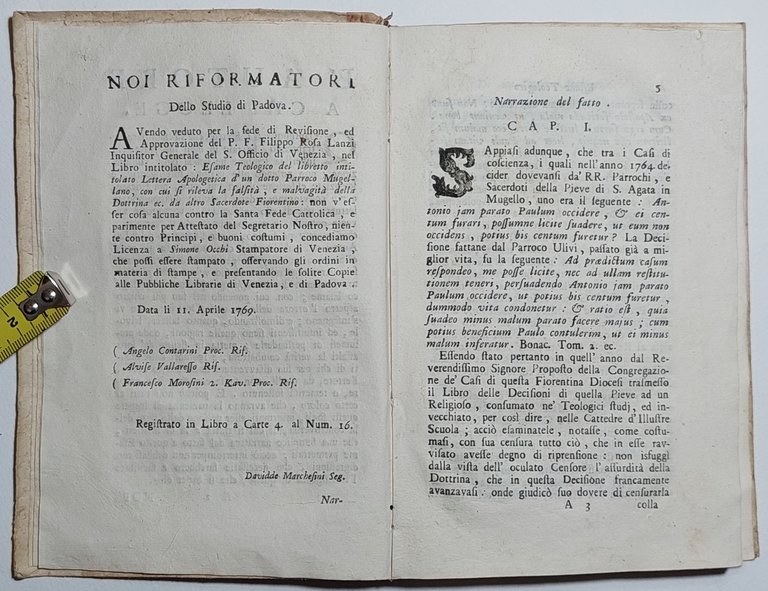 NOI RIFORMATORI
Dello Studio di Padova.
AVendo veduto per la fede di Revisione, ed
Approvazione del P. F. Filippo Rosa Lanzi
Inquisitor Generale del S. Officio di Venezia, nel
Libro intitolato: Esame Teologico del libretto inti-
tolato Lettera Apologetica d'un dotto Parroco Mugel-
lano, con cui si rileva la falsità, e malvagità della
Dottrina ec. da altro Sacerdote Fiorentino: non v'es-
ser cosa alcuna contro la Santa Fede Cattolica, e
parimente per Attestato del Segretario Nostro, nien-
te contro Principi, e buoni costumi, concediamo
Licenza a Simone Occhi Stampatore di Venezia,
che possi essere stampato, osservando gli ordini in
materia di stampe, e presentando le solite Copie
alle Pubbliche Librarie di Venezia, e di Padova.
Data li 11. Aprile 1769.
( Angelo Contarini Proc. Rif.
( Alvise Vallaresso Rif.
( Francesco Morosini 2. Kav. Proc. Rif.
Registrato in Libro a Carte 4. al Num. 16.
Davidde Marchesini Seg.
Nar-
2
5
Narrazione del fatto.
CAP. I.
SAppiasi adunque, che tra i Casi di
coscienza, i quali nell'anno 1764. de-
cider dovevansi da' RR. Parrochi, e
Sacerdoti della Pieve di S. Agata in
Mugello, uno era il seguente: An-
tonio jam parato Paulum occidere, & ei cen-
tum furari, possumne licite suadere, ut eum non
occidens, potius bis centum furetur? La Deci-
sione fattane dal Parroco Ulivi, passato già a mi-
glior vita, fu la seguente: Ad prædictum casum
respondeo, me posse licite, nec ad ullam restitu-
tionem teneri, persuadendo Antonio jam parato
Paulum occidere, ut potius bis centum furetur,
dummodo vita condonetur: & ratio est, quia
suadeo minus malum parato facere majus; cum
potius beneficium Paulo contulerim, ut ei minus
malum inferatur. Bonac. Tom. 2. ec.
Essendo stato pertanto in quell'anno dal Re-
verendissimo Signore Proposto della Congregazione
de' Casi di questa Fiorentina Diocesi trasmesso
il Libro delle Decisioni di quella Pieve ad un
Religioso, consumato ne' Teologici studj, ed in-
vecchiato, per così dire, nelle Cattedre d'Illustre
Scuola; acciò esaminatele, notasse, come costu-
masi, con sua censura tutto ciò, che in esse rav-
visato avesse degno di riprensione: non isfuggì
dalla vista dell'oculato Censore l'assurdità della
Dottrina, che in questa Decisione francamente
avanzavasi: onde giudicò suo dovere di censurarla
A 3
colla